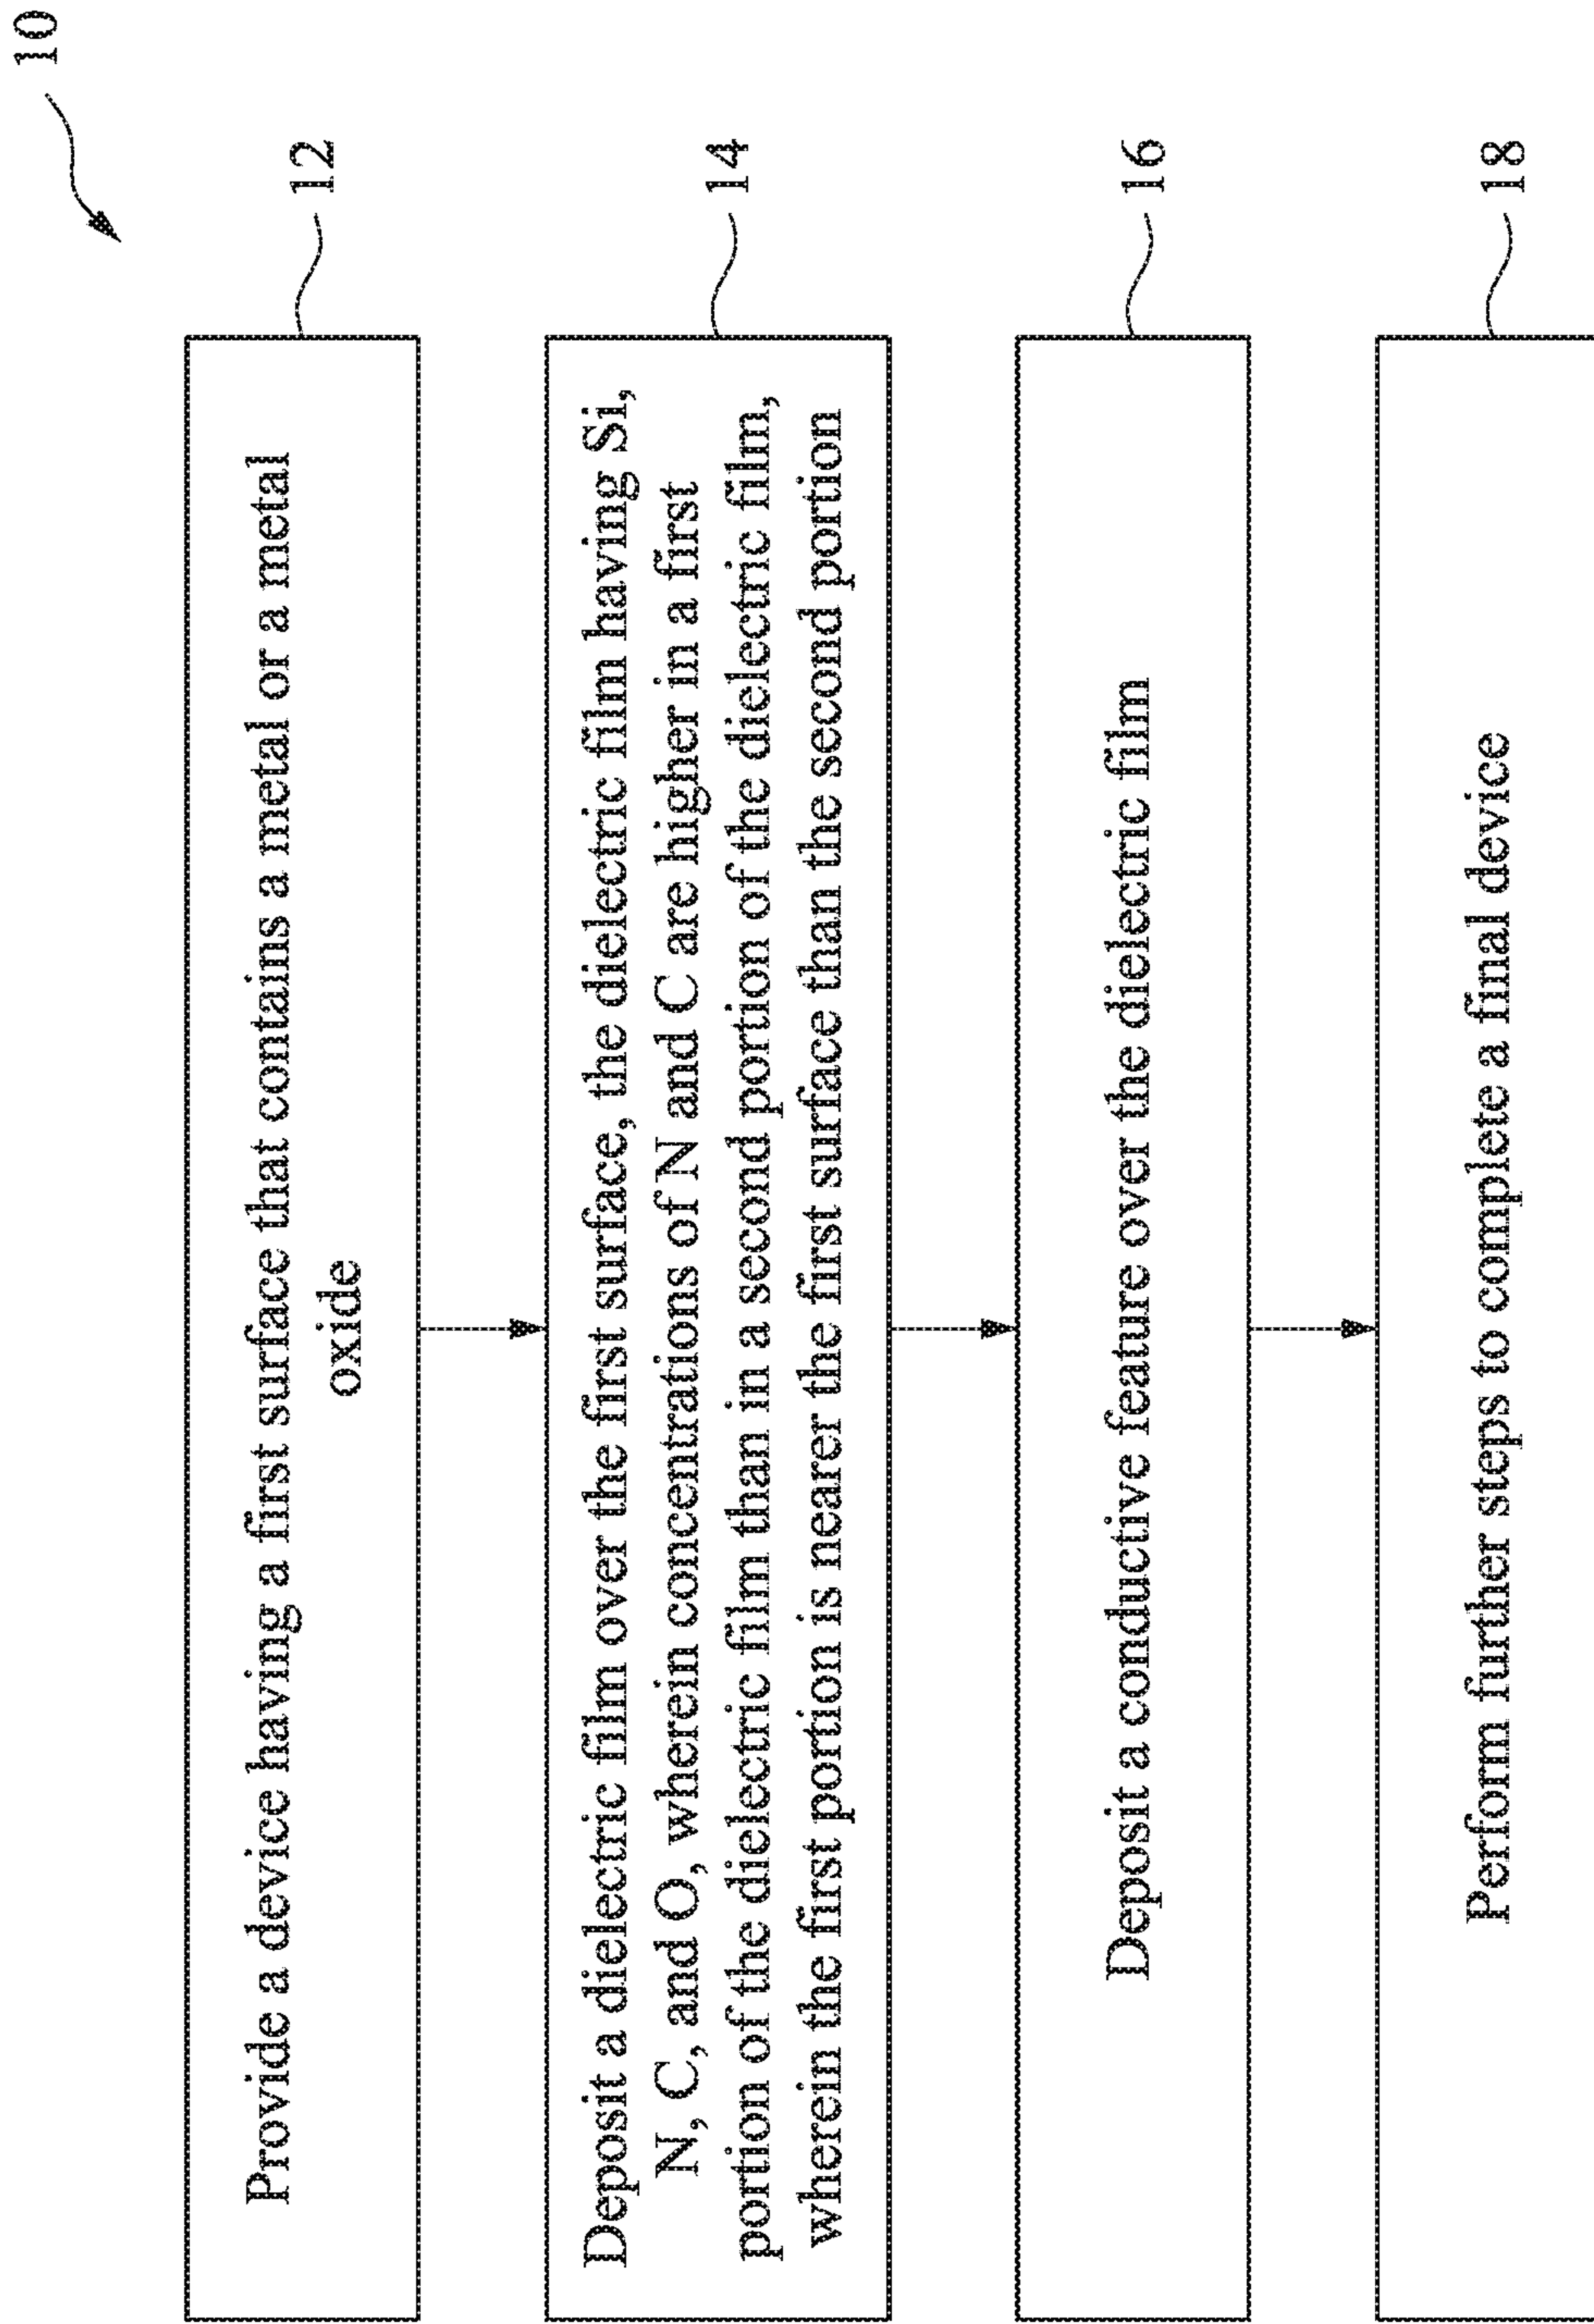 10
Provide a device having a first surface that contains a metal or a metal
oxide
12
Deposit a dielectric film over the first surface, the dielectric film having Si,
N, C, and O, wherein concentrations of N and C are higher in a first
portion of the dielectric film than in a second portion of the dielectric film,
wherein the first portion is nearer the first surface than the second portion
14
Deposit a conductive feature over the dielectric film
16
Perform further steps to complete a final device
18